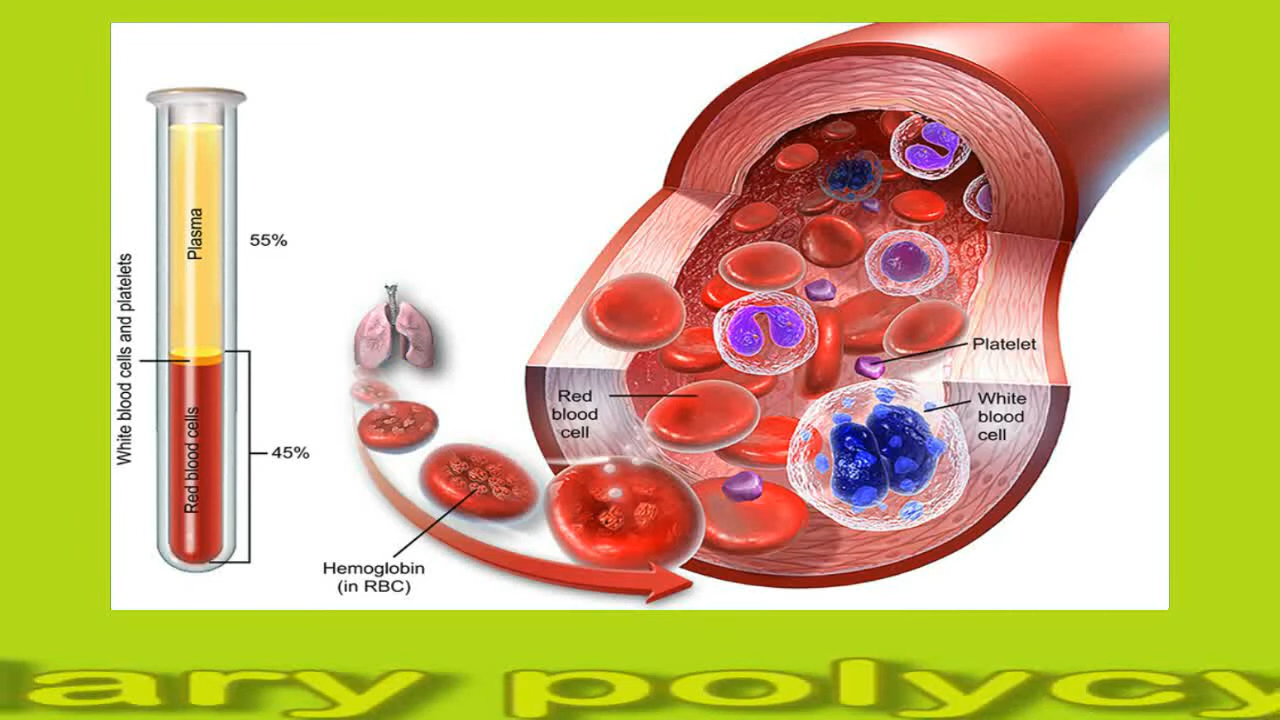 Plasma
55%
White blood cells and platelets
Red blood cells
45%
Hemoglobin
(in RBC)
Red
blood
cell
Platelet
White
blood
cell
ary polycy